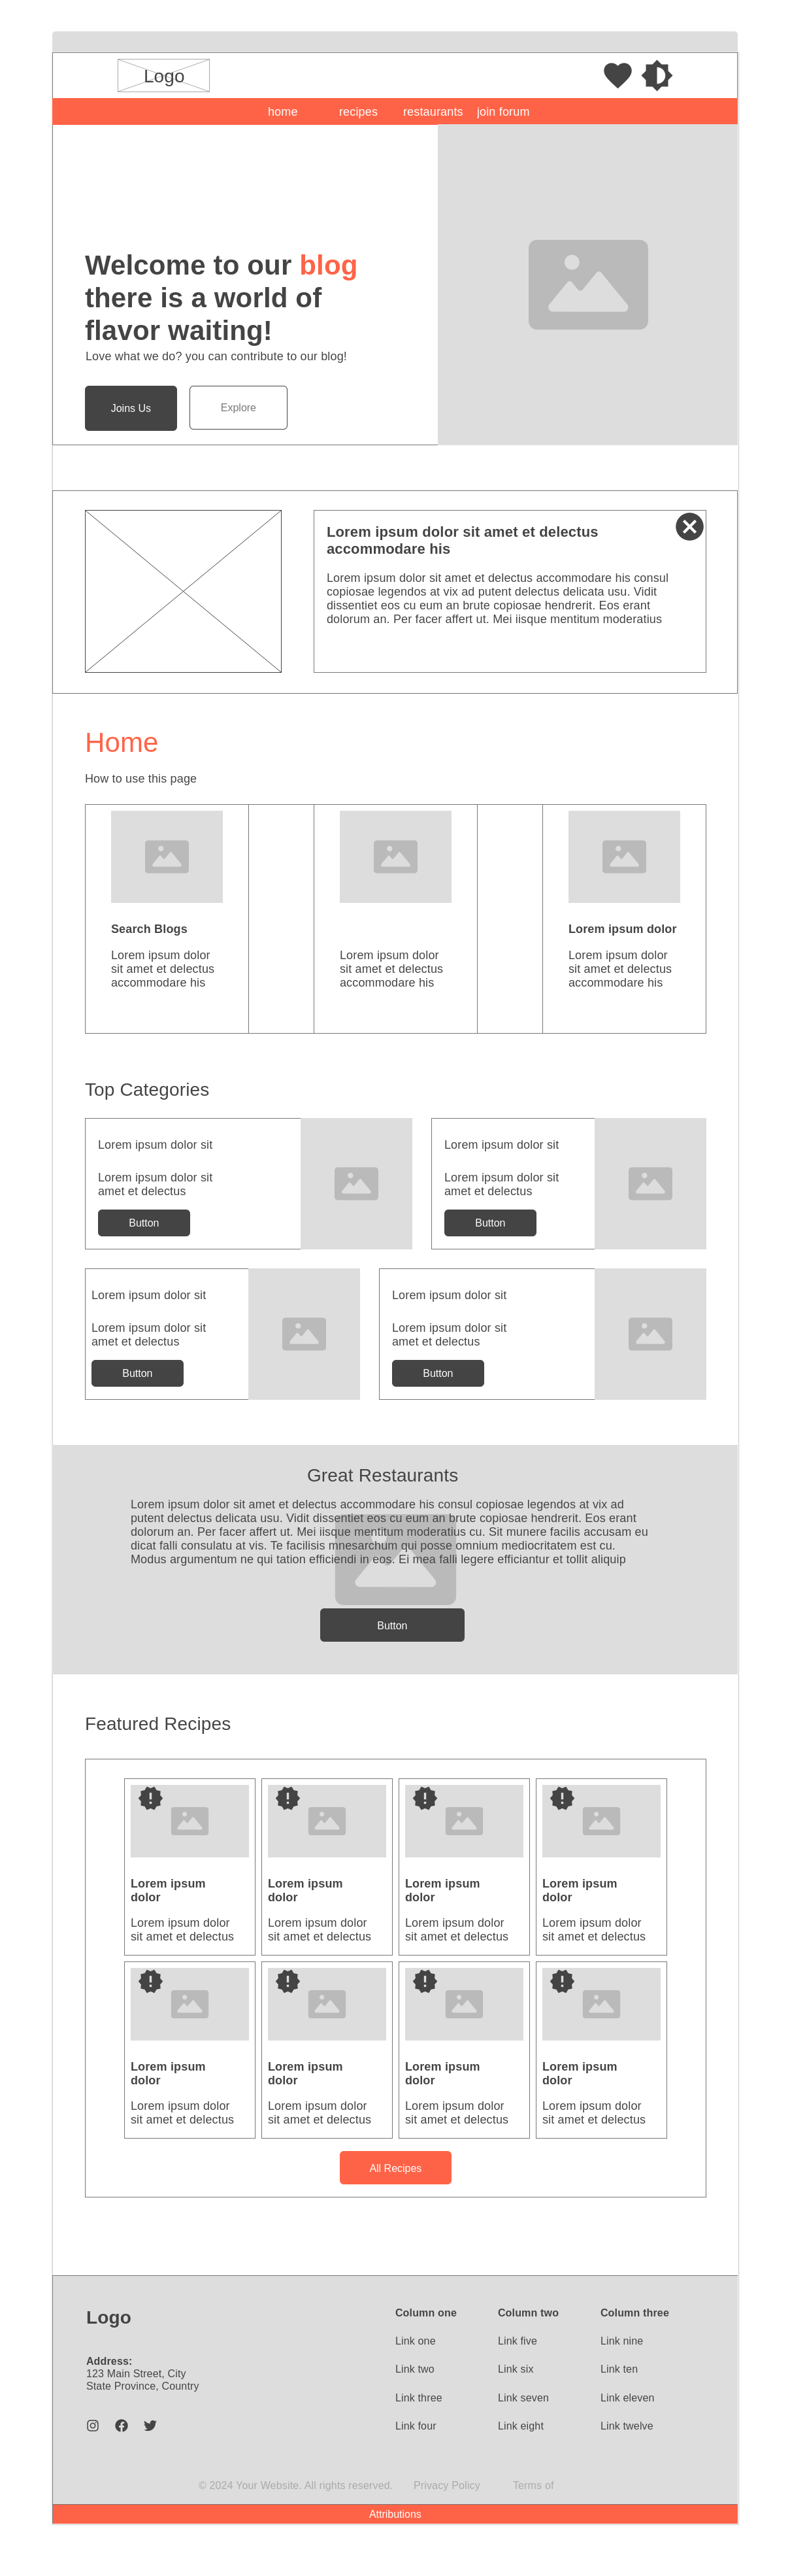 Logo
home recipes restaurants join forum
Welcome to our blog
there is a world of
flavor waiting!
Love what we do? you can contribute to our blog!
Joins Us Explore
Lorem ipsum dolor sit amet et delectus
accommodare his
Lorem ipsum dolor sit amet et delectus accommodare his consul
copiosae legendos at vix ad putent delectus delicata usu. Vidit
dissentiet eos cu eum an brute copiosae hendrerit. Eos erant
dolorum an. Per facer affert ut. Mei iisque mentitum moderatius
Home
How to use this page
Search Blogs
Lorem ipsum dolor
sit amet et delectus
accommodare his
Lorem ipsum dolor
sit amet et delectus
accommodare his
Lorem ipsum dolor
Lorem ipsum dolor
sit amet et delectus
accommodare his
Top Categories
Lorem ipsum dolor sit
Lorem ipsum dolor sit
amet et delectus
Button
Lorem ipsum dolor sit
Lorem ipsum dolor sit
amet et delectus
Button
Lorem ipsum dolor sit
Lorem ipsum dolor sit
amet et delectus
Button
Lorem ipsum dolor sit
Lorem ipsum dolor sit
amet et delectus
Button
Great Restaurants
Lorem ipsum dolor sit amet et delectus accommodare his consul copiosae legendos at vix ad
putent delectus delicata usu. Vidit dissentiet eos cu eum an brute copiosae hendrerit. Eos erant
dolorum an. Per facer affert ut. Mei iisque mentitum moderatius cu. Sit munere facilis accusam eu
dicat falli consulatu at vis. Te facilisis mnesarchum qui posse omnium mediocritatem est cu.
Modus argumentum ne qui tation efficiendi in eos. Ei mea falli legere efficiantur et tollit aliquip
Button
Featured Recipes
Lorem ipsum
dolor
Lorem ipsum dolor
sit amet et delectus
Lorem ipsum
dolor
Lorem ipsum dolor
sit amet et delectus
Lorem ipsum
dolor
Lorem ipsum dolor
sit amet et delectus
Lorem ipsum
dolor
Lorem ipsum dolor
sit amet et delectus
Lorem ipsum
dolor
Lorem ipsum dolor
sit amet et delectus
Lorem ipsum
dolor
Lorem ipsum dolor
sit amet et delectus
Lorem ipsum
dolor
Lorem ipsum dolor
sit amet et delectus
Lorem ipsum
dolor
Lorem ipsum dolor
sit amet et delectus
All Recipes
Logo
Address:
123 Main Street, City
State Province, Country
Column one
Link one
Link two
Link three
Link four
Column two
Link five
Link six
Link seven
Link eight
Column three
Link nine
Link ten
Link eleven
Link twelve
© 2024 Your Website. All rights reserved. Privacy Policy Terms of
Attributions